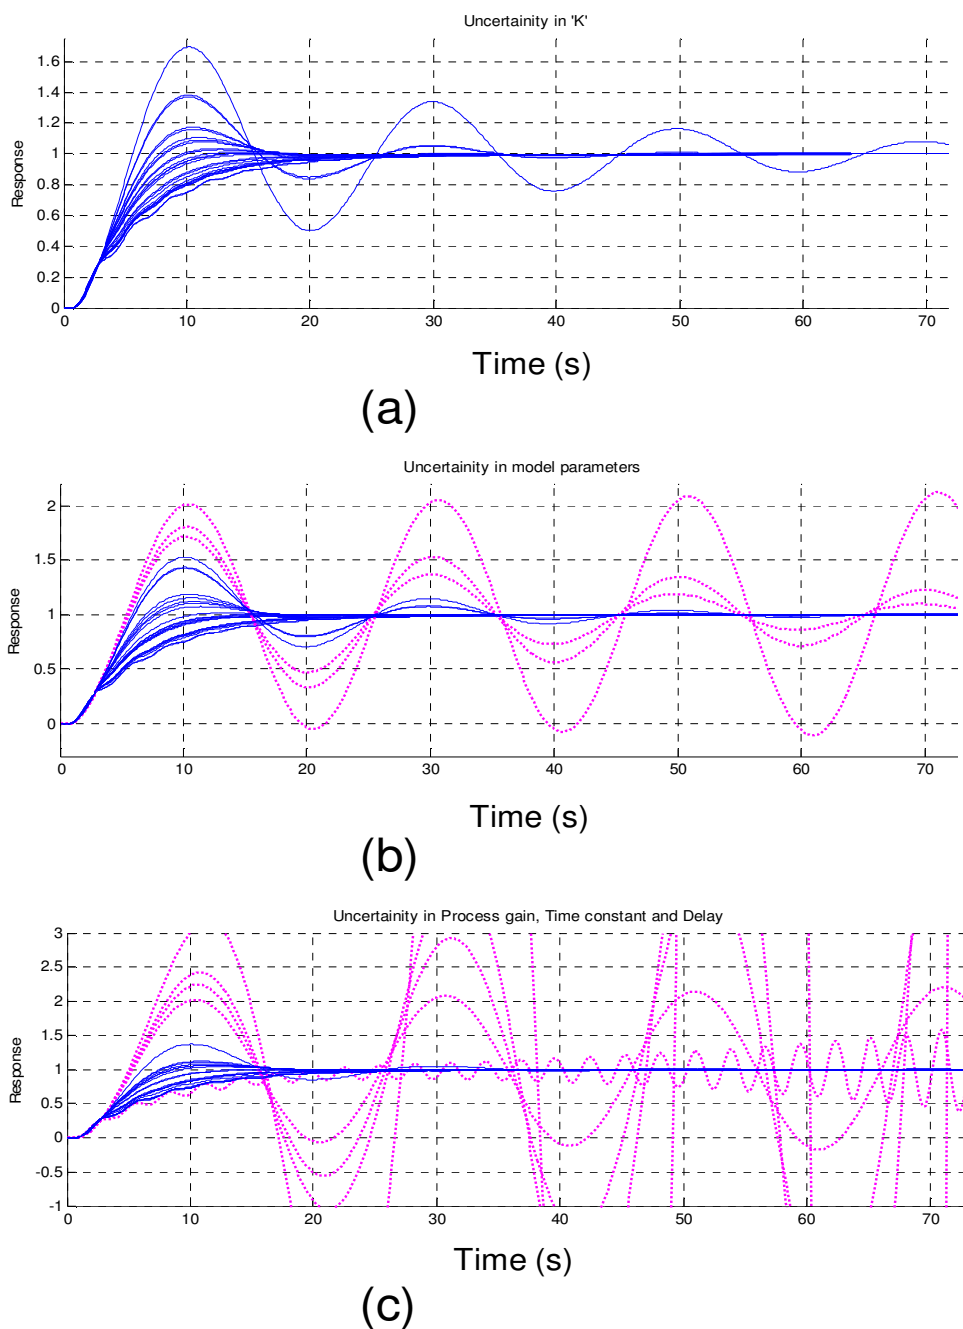 Uncertainity in 'K'
1.6
1.4
1.2
1
0.8
0.6
0.4
0.2
0
Response
0 10 20 30 40 50 60 70
Time (s)
(a)
Uncertainity in model parameters
2
1.5
1
0.5
0
Response
0 10 20 30 40 50 60 70
Time (s)
(b)
Uncertainity in Process gain, Time constant and Delay
3
2.5
2
1.5
1
0.5
0
-0.5
-1
Response
0 10 20 30 40 50 60 70
Time (s)
(c)